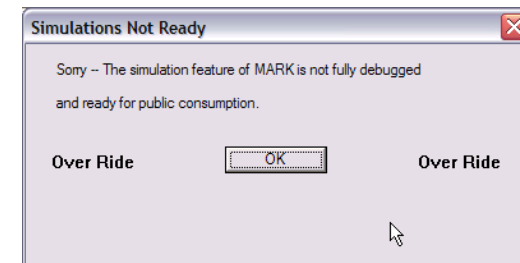 Simulations Not Ready
Sorry -- The simulation feature of MARK is not fully debugged
and ready for public consumption.
Over Ride OK Over Ride